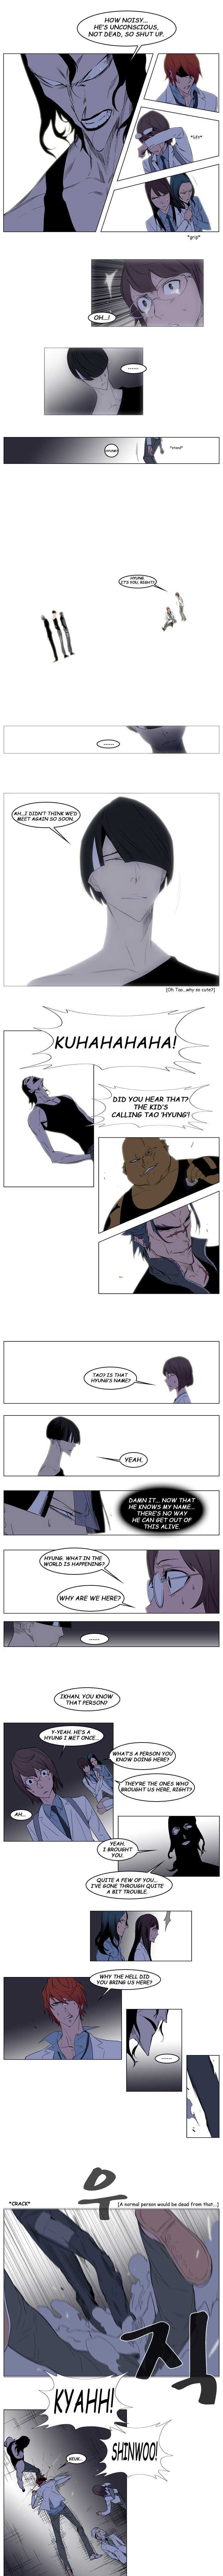 HOW NOISY...
HE'S UNCONSCIOUS,
NOT DEAD, SO SHUT UP.
*lift*
*grip*
OH...!
......
*stand*
HYUNG.
IT'S YOU, RIGHT?
......
AH...I DIDN'T THINK WE'D
MEET AGAIN SO SOON.
[Oh Tao...why so cute?]
KUHAHAHAHA!
DID YOU HEAR THAT?
THE KID'S
CALLING TAO 'HYUNG'!
TAO? IS THAT
HYUNG'S NAME?
YEAH.
DAMN IT... NOW THAT
HE KNOWS MY NAME...
THERE'S NO WAY
HE CAN GET OUT OF
THIS ALIVE.
HYUNG. WHAT IN THE
WORLD IS HAPPENING?
WHY ARE WE HERE?
......
IKHAN, YOU KNOW
THAT PERSON?
Y-YEAH. HE'S A
HYUNG I MET ONCE...
WHAT'S A PERSON YOU
KNOW DOING HERE?
THEY'RE THE ONES WHO
BROUGHT US HERE, RIGHT?
AH...
YEAH.
I BROUGHT
YOU.
QUITE A FEW OF YOU...
I'VE GONE THROUGH QUITE
A BIT TROUBLE.
WHY THE HELL DID
YOU BRING US HERE?
......
우
*CRACK*
[A normal person would be dead from that...]
지
KYAHH!
KEUK...
SHINWOO!